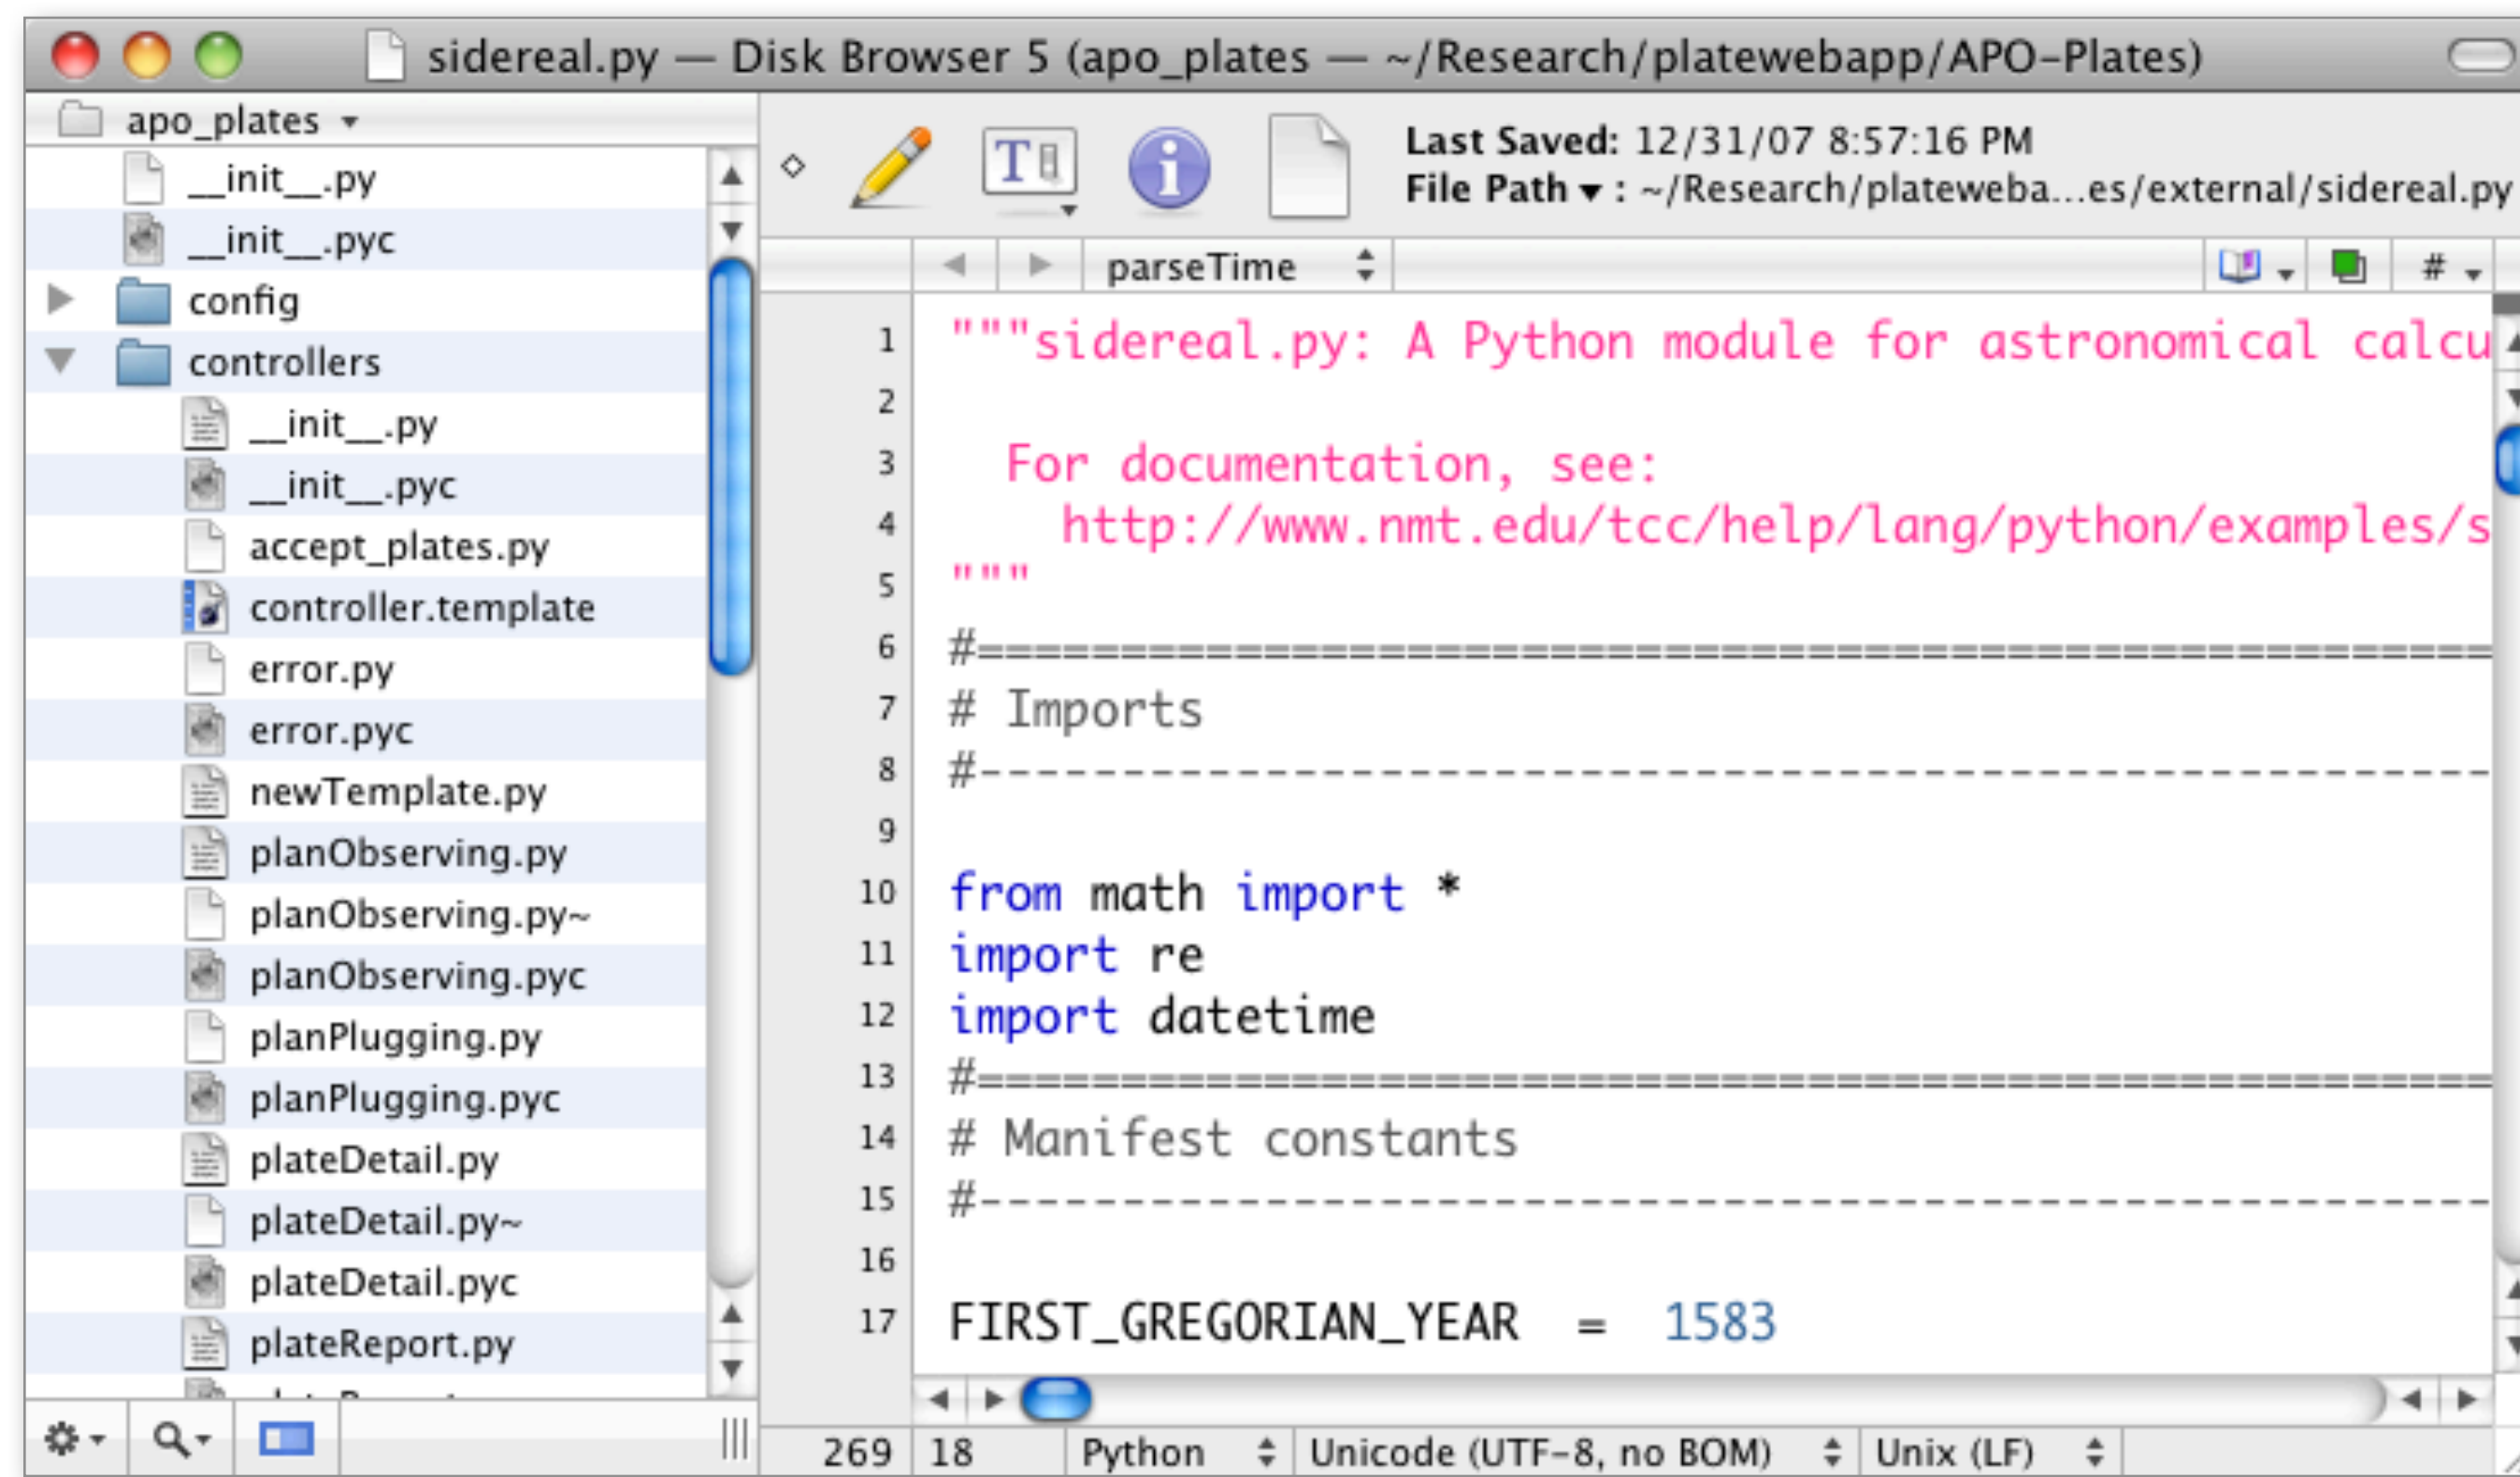 sidereal.py — Disk Browser 5 (apo_plates — ~/Research/platewebapp/APO-Plates)
apo_plates
__init__.py
__init__.pyc
config
controllers
__init__.py
__init__.pyc
accept_plates.py
controller.template
error.py
error.pyc
newTemplate.py
planObserving.py
planObserving.py~
planObserving.pyc
planPlugging.py
planPlugging.pyc
plateDetail.py
plateDetail.py~
plateDetail.pyc
plateReport.py
Last Saved: 12/31/07 8:57:16 PM
File Path ▾ : ~/Research/plateweba...es/external/sidereal.py
parseTime
#
1 """sidereal.py: A Python module for astronomical calcu
2
3 For documentation, see:
4 http://www.nmt.edu/tcc/help/lang/python/examples/s
5 """
6 #======================================================
7 # Imports
8 #------------------------------------------------------
9
10 from math import *
11 import re
12 import datetime
13 #======================================================
14 # Manifest constants
15 #------------------------------------------------------
16
17 FIRST_GREGORIAN_YEAR = 1583
269 18 Python Unicode (UTF-8, no BOM) Unix (LF)